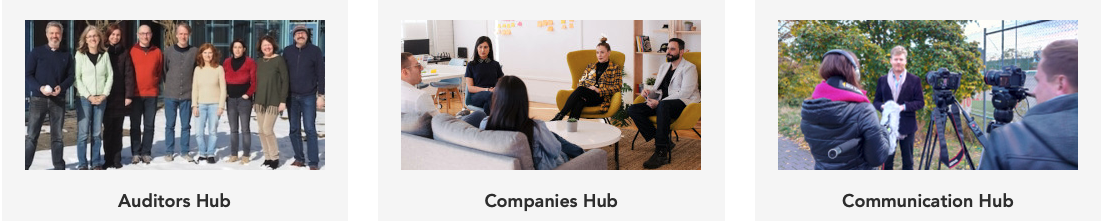 Auditors Hub
Companies Hub
Communication Hub